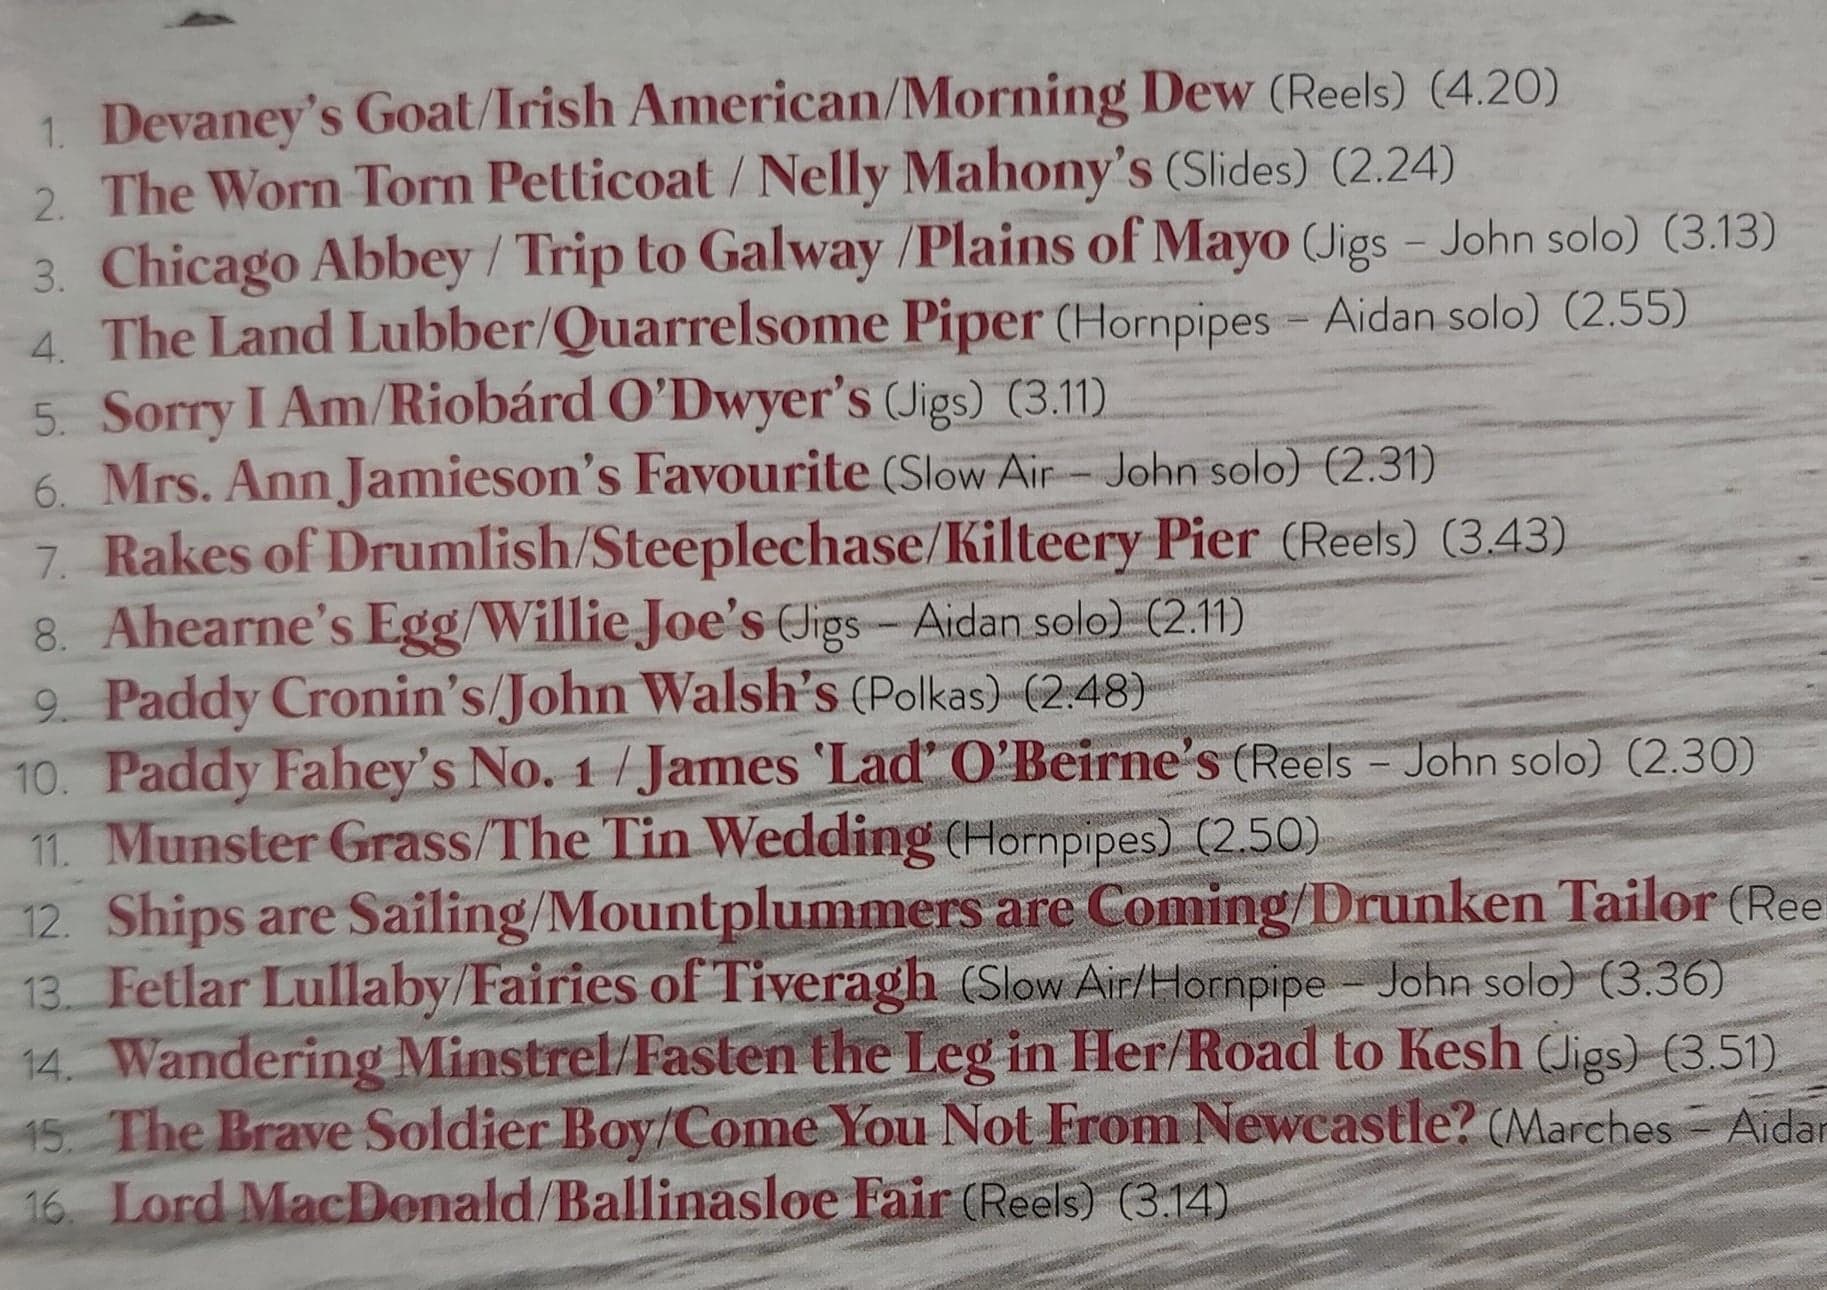 1. Devaney's Goat/Irish American/Morning Dew (Reels) (4.20)
2. The Worn Torn Petticoat / Nelly Mahony's (Slides) (2.24)
3. Chicago Abbey / Trip to Galway /Plains of Mayo (Jigs – John solo) (3.13)
4. The Land Lubber/Quarrelsome Piper (Hornpipes – Aidan solo) (2.55)
5. Sorry I Am/Riobárd O'Dwyer's (Jigs) (3.11)
6. Mrs. Ann Jamieson's Favourite (Slow Air – John solo) (2.31)
7. Rakes of Drumlish/Steeplechase/Kilteery Pier (Reels) (3.43)
8. Ahearne's Egg/Willie Joe's (Jigs – Aidan solo) (2.11)
9. Paddy Cronin's/John Walsh's (Polkas) (2.48)
10. Paddy Fahey's No. 1 / James 'Lad' O'Beirne's (Reels – John solo) (2.30)
11. Munster Grass/The Tin Wedding (Hornpipes) (2.50)
12. Ships are Sailing/Mountplummers are Coming/Drunken Tailor (Ree
13. Fetlar Lullaby/Fairies of Tiveragh (Slow Air/Hornpipe – John solo) (3.36)
14. Wandering Minstrel/Fasten the Leg in Her/Road to Kesh (Jigs) (3.51)
15. The Brave Soldier Boy/Come You Not From Newcastle? (Marches – Aidan
16. Lord MacDonald/Ballinasloe Fair (Reels) (3.14)